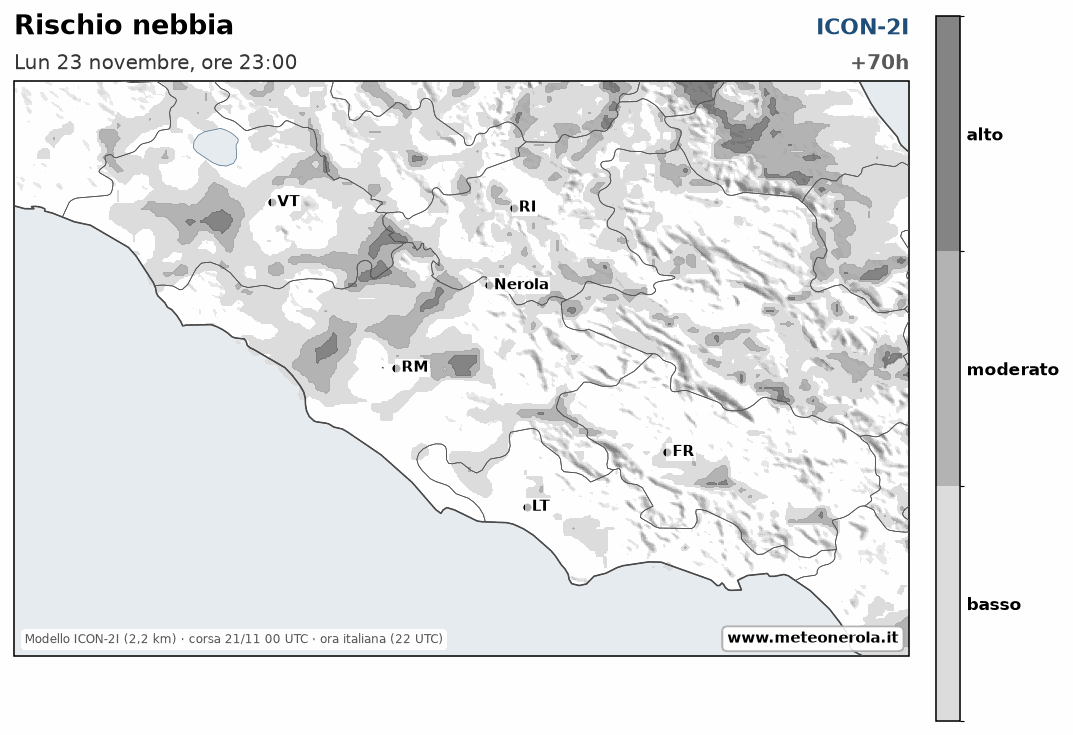 Rischio nebbia
ICON-2I
Lun 23 novembre, ore 23:00
+70h
alto
VT
RI
Nerola
RM
moderato
FR
LT
basso
Modello ICON-2I (2,2 km) · corsa 21/11 00 UTC · ora italiana (22 UTC)
www.meteonerola.it